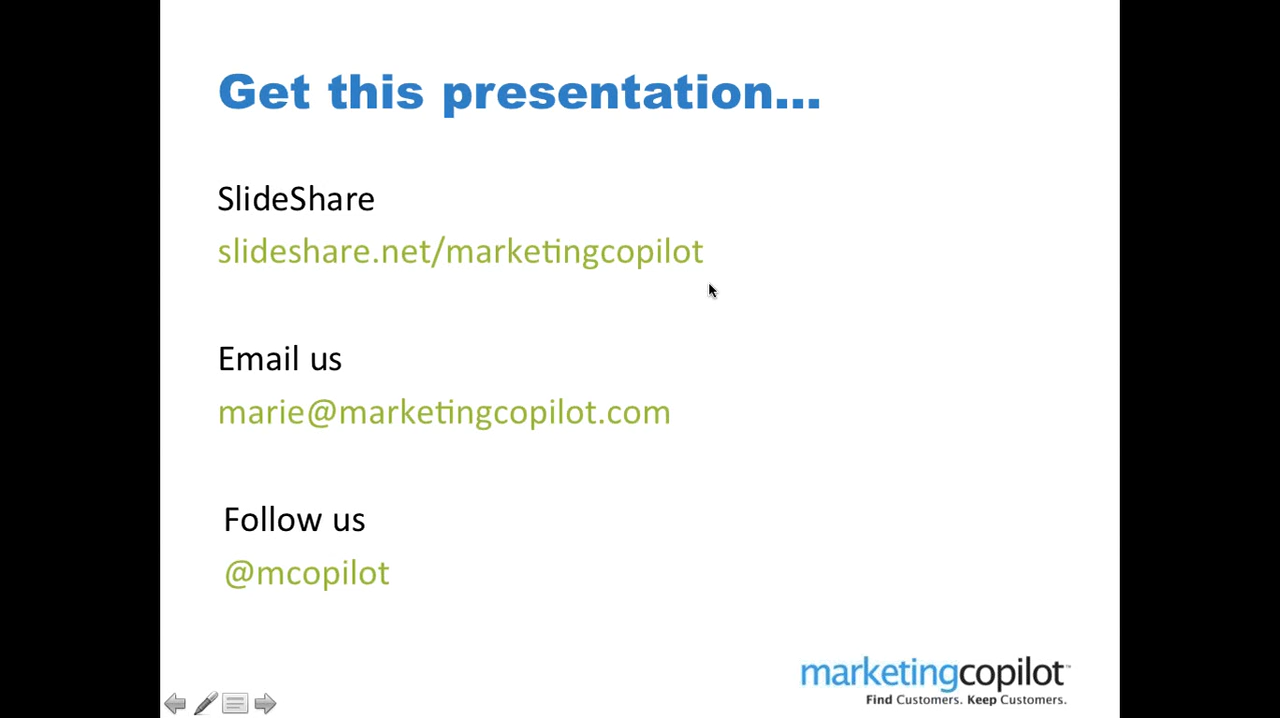 Get this presentation...
SlideShare
slideshare.net/marketingcopilot
Email us
marie@marketingcopilot.com
Follow us
@mcopilot
marketingcopilot™
Find Customers. Keep Customers.